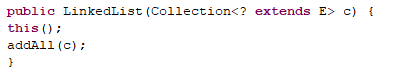 public LinkedList(Collection<? extends E> c) {
this();
addAll(c);
}